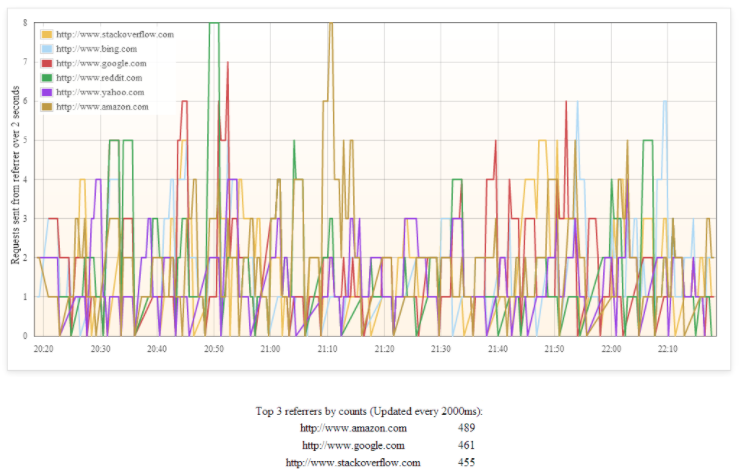 8
7
6
5
4
3
2
1
0
Requests sent from referrer over 2 seconds
http://www.stackoverflow.com
http://www.bing.com
http://www.google.com
http://www.reddit.com
http://www.yahoo.com
http://www.amazon.com
20:20 20:30 20:40 20:50 21:00 21:10 21:20 21:30 21:40 21:50 22:00 22:10
Top 3 referrers by counts (Updated every 2000ms):
http://www.amazon.com 489
http://www.google.com 461
http://www.stackoverflow.com 455